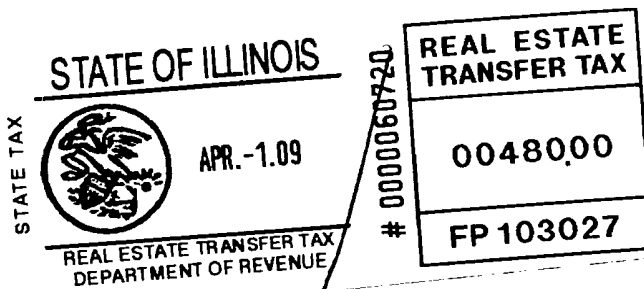 STATE TAX
STATE OF ILLINOIS
APR.-1.09
REAL ESTATE TRANSFER TAX
DEPARTMENT OF REVENUE
# 0000060720
REAL ESTATE
TRANSFER TAX
00480.00
FP 103027